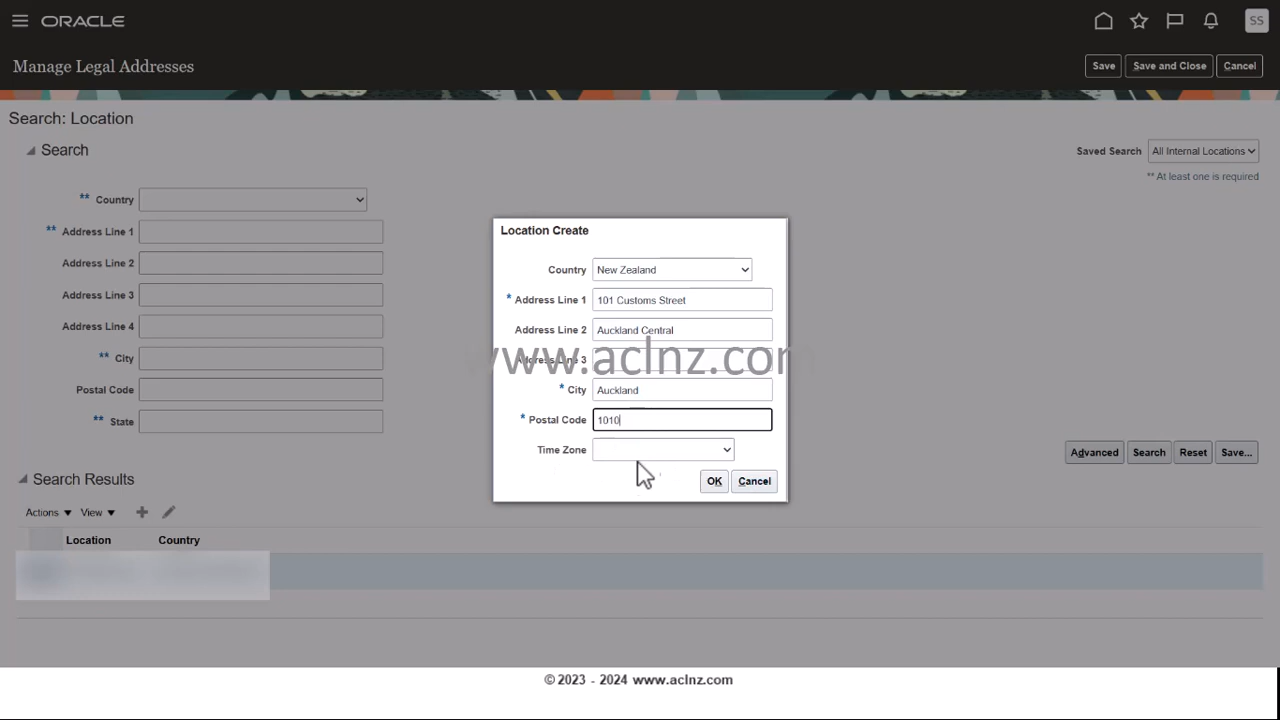 ORACLE
SS
Manage Legal Addresses
Save Save and Close Cancel
Search: Location
Search
Saved Search All Internal Locations
** At least one is required
** Country
** Address Line 1
Address Line 2
Address Line 3
Address Line 4
** City
Postal Code
** State
Advanced Search Reset Save...
Location Create
Country New Zealand
* Address Line 1 101 Customs Street
Address Line 2 Auckland Central
Address Line 3
www.aclnz.com
* City Auckland
* Postal Code 1010
Time Zone
OK Cancel
Search Results
Actions View
Location Country
© 2023 - 2024 www.aclnz.com